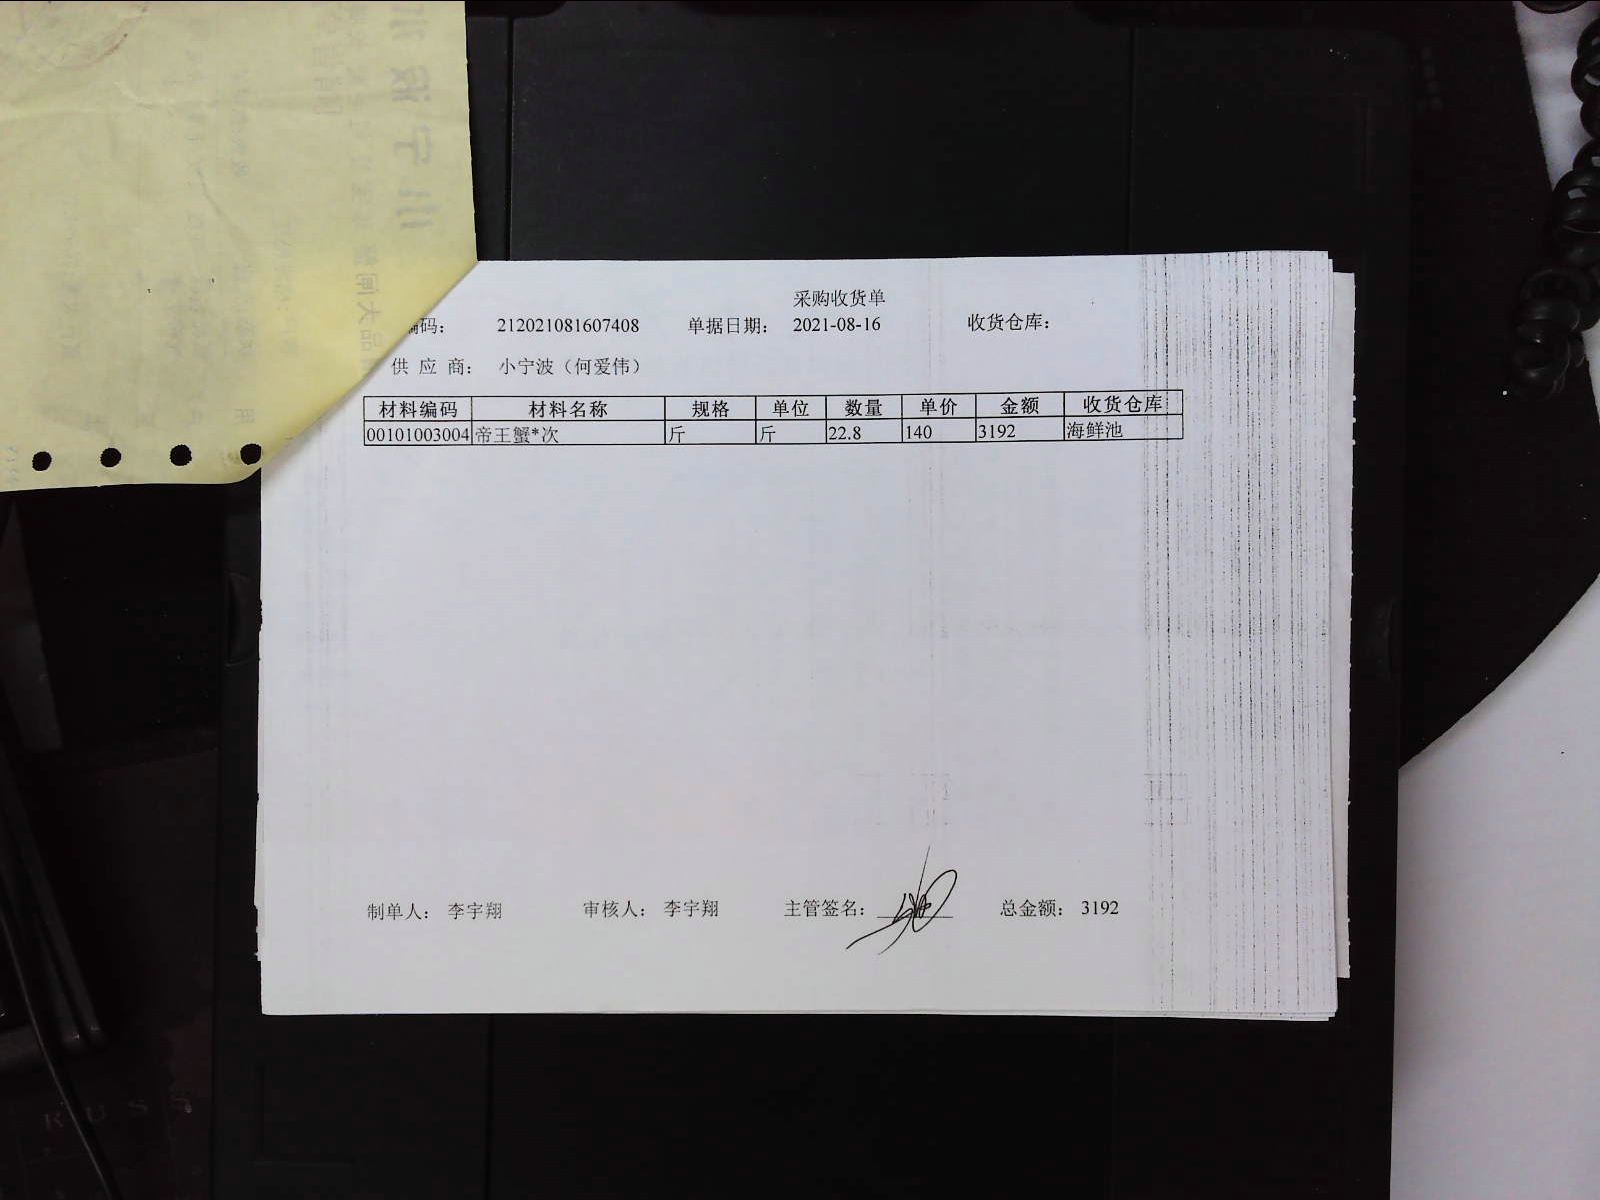 采购收货单
编码： 212021081607408 单据日期： 2021-08-16 收货仓库：
供 应 商： 小宁波（何爱伟）
材料编码 材料名称 规格 单位 数量 单价 金额 收货仓库
00101003004 帝王蟹*次 斤 斤 22.8 140 3192 海鲜池
制单人： 李宇翔 审核人： 李宇翔 主管签名： 总金额： 3192